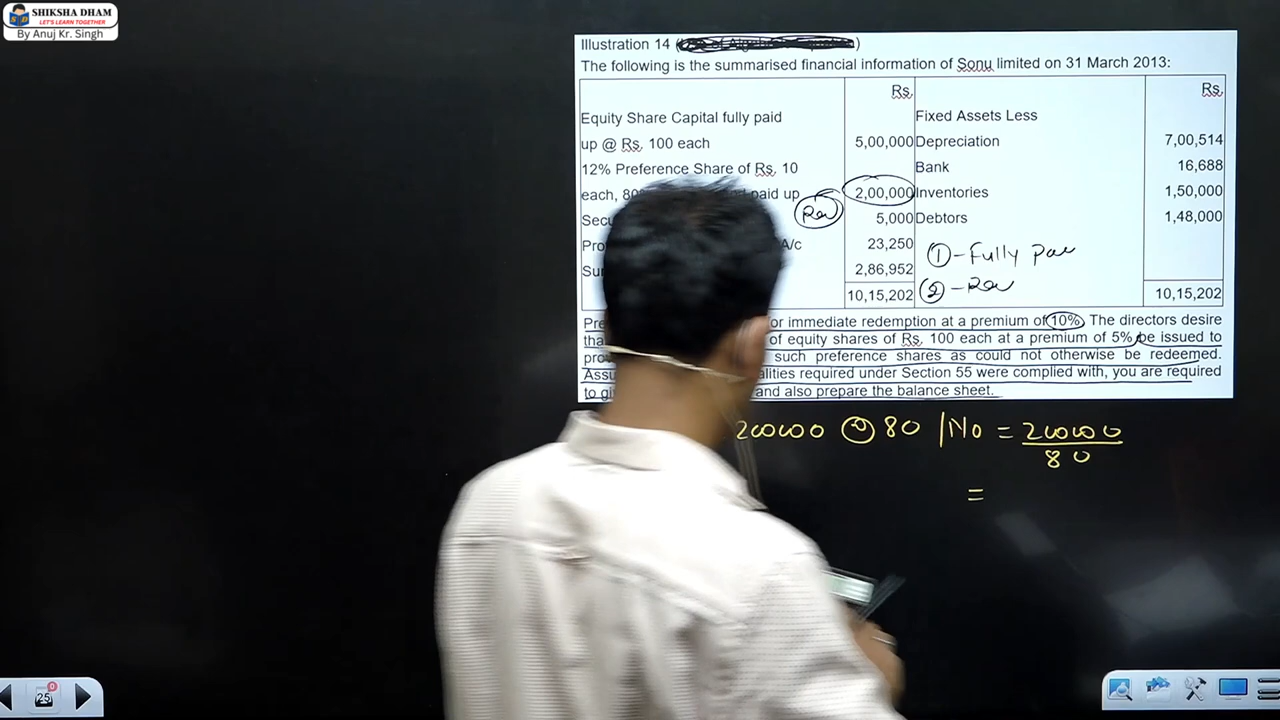 SHIKSHA DHAM
LET'S LEARN TOGETHER
By Anuj Kr. Singh
Illustration 14 ( )
The following is the summarised financial information of Sonu limited on 31 March 2013:
Rs. Rs.
Equity Share Capital fully paid Fixed Assets Less
up @ Rs. 100 each 5,00,000 Depreciation 7,00,514
12% Preference Share of Rs. 10 Bank 16,688
each, paid up 2,00,000 Inventories 1,50,000
5,000 Debtors 1,48,000
A/c 23,250
2,86,952
10,15,202 10,15,202
Rev
① - Fully
② - Rev
or immediate redemption at a premium of 10% The directors desire
of equity shares of Rs. 100 each at a premium of 5% be issued to
such preference shares as could not otherwise be redeemed.
required under Section 55 were complied with, you are required
and also prepare the balance sheet.
200000 80 / No = 200000
80
=
25